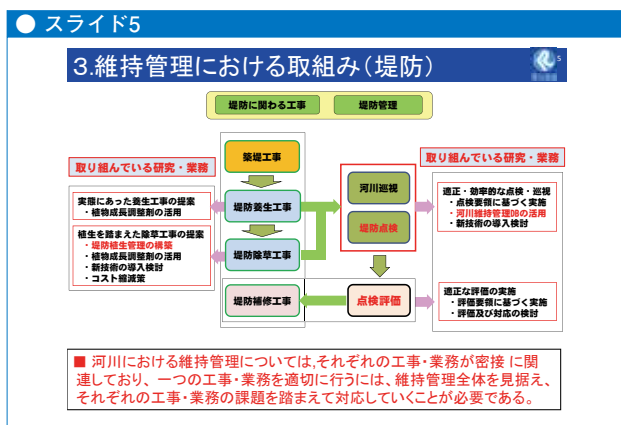 ● スライド5
3.維持管理における取組み(堤防)
5
堤防に関わる工事
堤防管理
取り組んでいる研究・業務
築堤工事
取り組んでいる研究・業務
実態にあった養生工事の提案
・植物成長調整剤の活用
堤防養生工事
河川巡視
堤防点検
適正・効率的な点検・巡視
・点検要領に基づく実施
・河川維持管理DBの活用
・新技術の導入検討
植生を踏まえた除草工事の提案
・堤防植生管理の構築
・植物成長調整剤の活用
・新技術の導入検討
・コスト縮減策
堤防除草工事
堤防補修工事
点検評価
適正な評価の実施
・評価要領に基づく実施
・評価及び対応の検討
■ 河川における維持管理については,それぞれの工事・業務が密接 に関
連しており、一つの工事・業務を適切に行うには、維持管理全体を見据え、
それぞれの工事・業務の課題を踏まえて対応していくことが必要である。